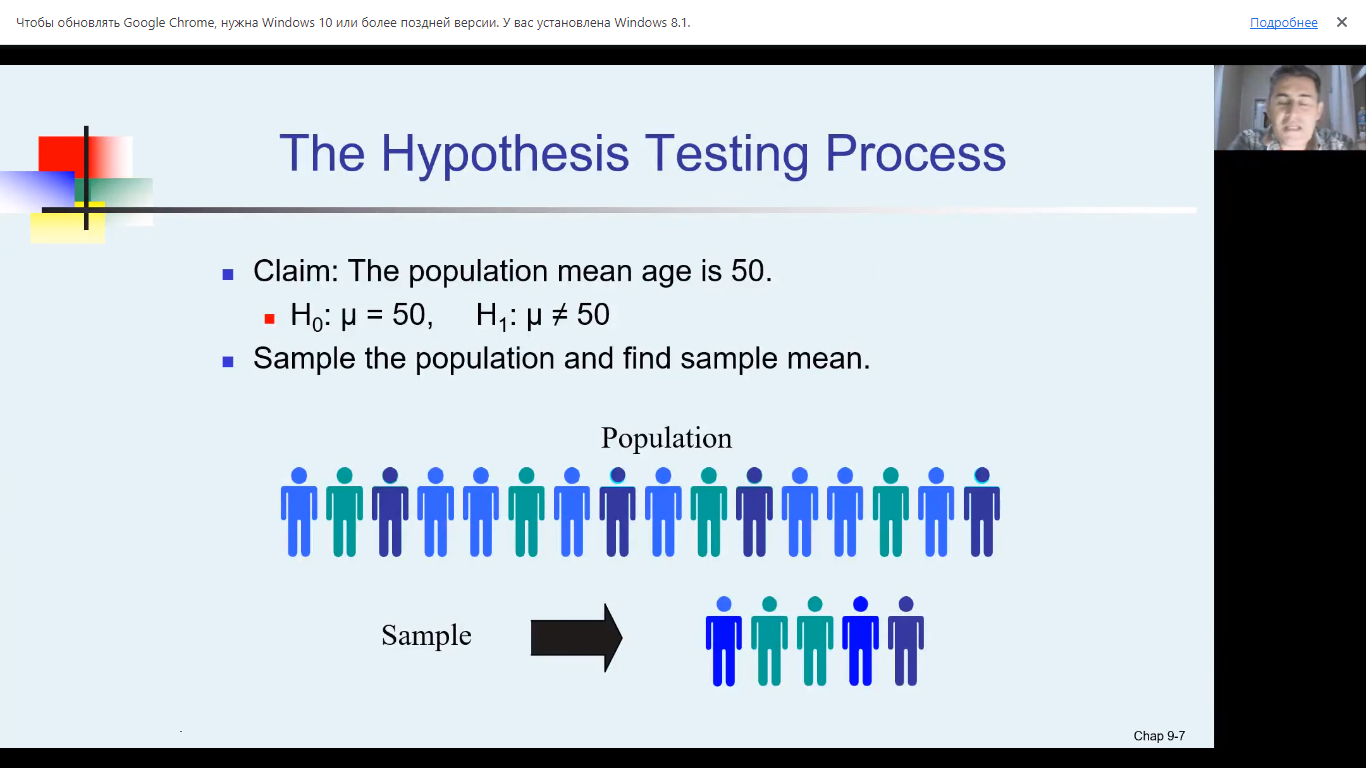 Чтобы обновлять Google Chrome, нужна Windows 10 или более поздней версии. У вас установлена Windows 8.1. Подробнее
The Hypothesis Testing Process
Claim: The population mean age is 50.
H₀: μ = 50, H₁: μ ≠ 50
Sample the population and find sample mean.
Population
Sample
Chap 9-7